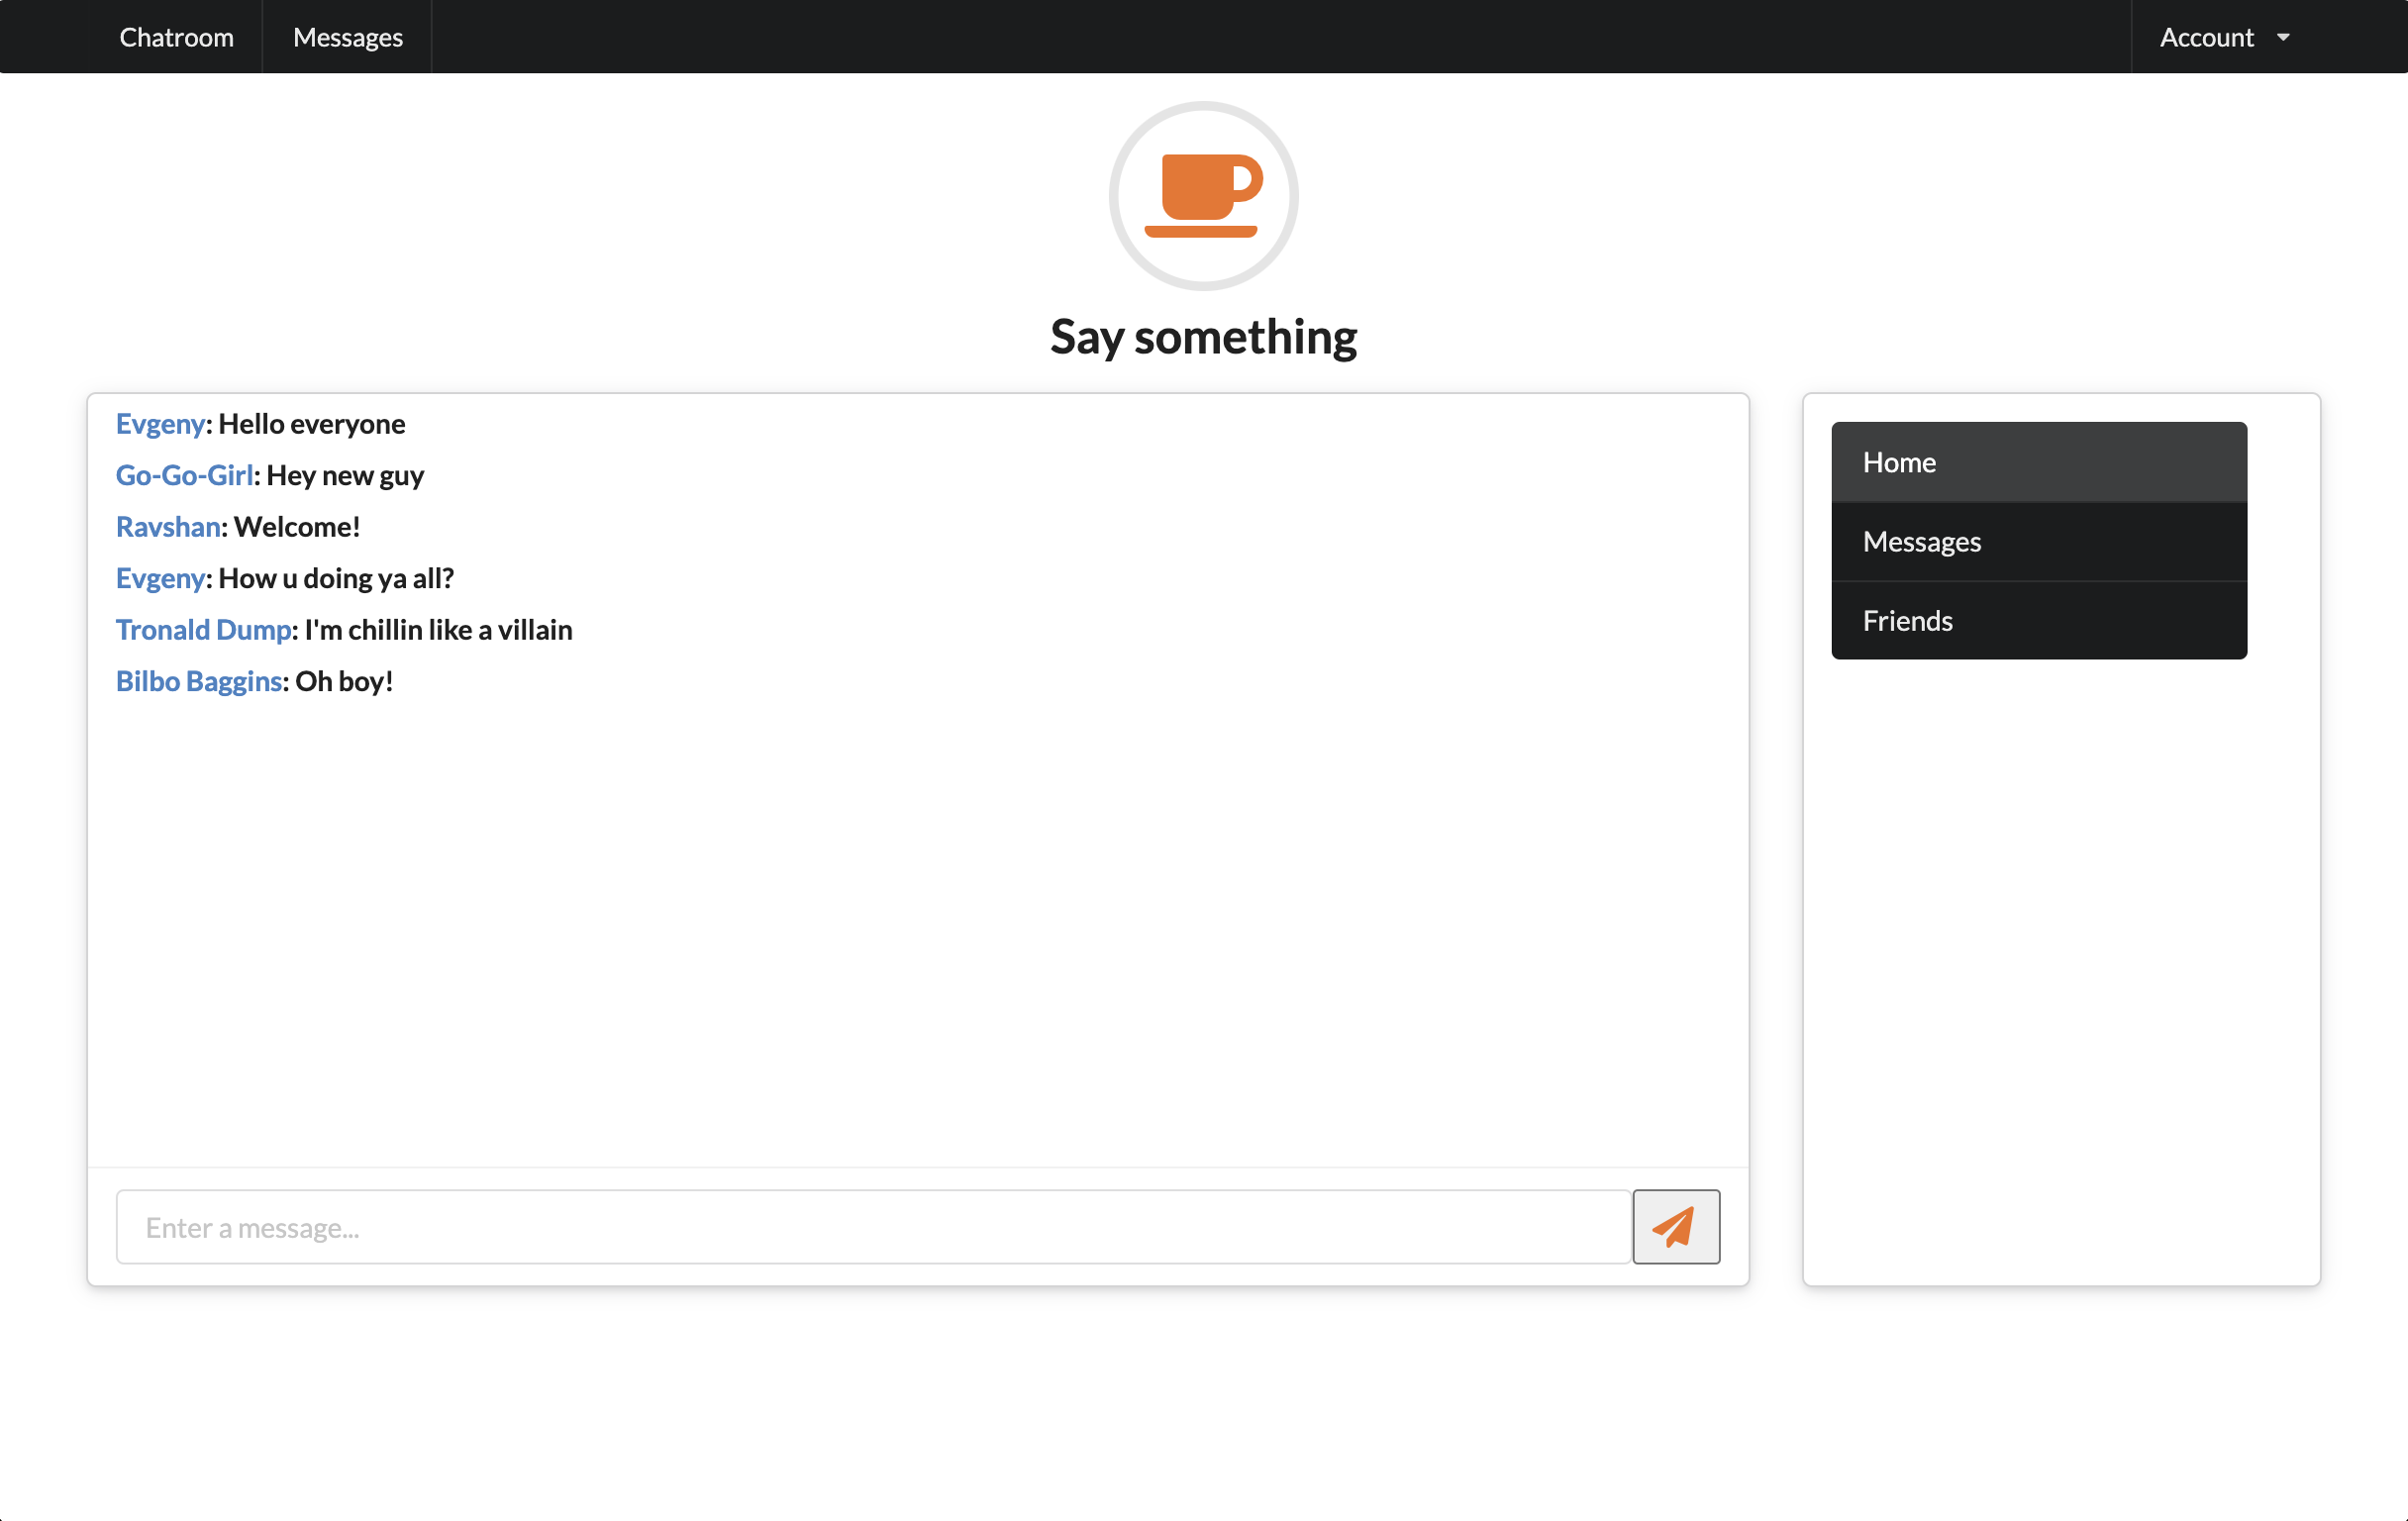 Chatroom Messages Account
Say something
Evgeny: Hello everyone
Go-Go-Girl: Hey new guy
Ravshan: Welcome!
Evgeny: How u doing ya all?
Tronald Dump: I'm chillin like a villain
Bilbo Baggins: Oh boy!
Enter a message...
Home
Messages
Friends